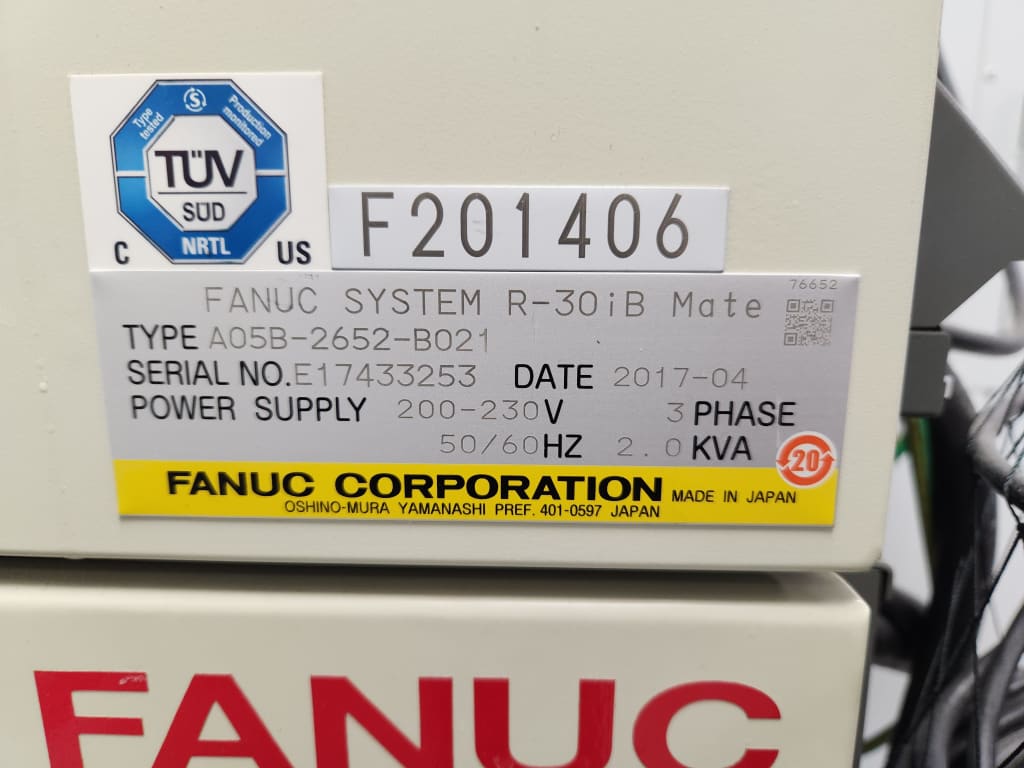 Type tested
S
Production monitored
TÜV
SÜD
NRTL
C US
F201406
76652
FANUC SYSTEM R-30iB Mate
TYPE A05B-2652-B021
SERIAL NO.E17433253 DATE 2017-04
POWER SUPPLY 200-230V 3 PHASE
50/60HZ 2.0KVA
20
FANUC CORPORATION MADE IN JAPAN
OSHINO-MURA YAMANASHI PREF. 401-0597 JAPAN
FANUC